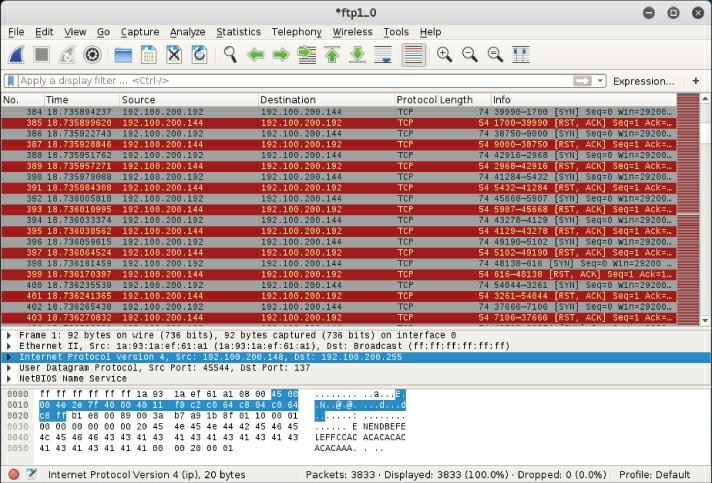 *ftp1_0
File Edit View Go Capture Analyze Statistics Telephony Wireless Tools Help
Apply a display filter ... <Ctrl-/> Expression... +
No. Time Source Destination Protocol Length Info
384 18.735894237 192.100.200.192 192.100.200.144 TCP 74 39990→1700 [SYN] Seq=0 Win=29200…
385 18.735899620 192.100.200.144 192.100.200.192 TCP 54 1700→39990 [RST, ACK] Seq=1 Ack=…
386 18.735922743 192.100.200.192 192.100.200.144 TCP 74 38750→9000 [SYN] Seq=0 Win=29200…
387 18.735928846 192.100.200.144 192.100.200.192 TCP 54 9000→38750 [RST, ACK] Seq=1 Ack=…
388 18.735951762 192.100.200.192 192.100.200.144 TCP 74 42916→2968 [SYN] Seq=0 Win=29200…
389 18.735957271 192.100.200.144 192.100.200.192 TCP 54 2968→42916 [RST, ACK] Seq=1 Ack=…
390 18.735979088 192.100.200.192 192.100.200.144 TCP 74 41284→5432 [SYN] Seq=0 Win=29200…
391 18.735984308 192.100.200.144 192.100.200.192 TCP 54 5432→41284 [RST, ACK] Seq=1 Ack=…
392 18.736005818 192.100.200.192 192.100.200.144 TCP 74 45668→5907 [SYN] Seq=0 Win=29200…
393 18.736010995 192.100.200.144 192.100.200.192 TCP 54 5907→45668 [RST, ACK] Seq=1 Ack=…
394 18.736033374 192.100.200.192 192.100.200.144 TCP 74 43278→4129 [SYN] Seq=0 Win=29200…
395 18.736038562 192.100.200.144 192.100.200.192 TCP 54 4129→43278 [RST, ACK] Seq=1 Ack=…
396 18.736059615 192.100.200.192 192.100.200.144 TCP 74 49190→5102 [SYN] Seq=0 Win=29200…
397 18.736064524 192.100.200.144 192.100.200.192 TCP 54 5102→49190 [RST, ACK] Seq=1 Ack=…
398 18.736161459 192.100.200.192 192.100.200.144 TCP 74 48138→616 [SYN] Seq=0 Win=29200 …
399 18.736170397 192.100.200.144 192.100.200.192 TCP 54 616→48138 [RST, ACK] Seq=1 Ack=1…
400 18.736235539 192.100.200.192 192.100.200.144 TCP 74 54044→3261 [SYN] Seq=0 Win=29200…
401 18.736241365 192.100.200.144 192.100.200.192 TCP 54 3261→54044 [RST, ACK] Seq=1 Ack=…
402 18.736265438 192.100.200.192 192.100.200.144 TCP 74 37666→7106 [SYN] Seq=0 Win=29200…
403 18.736270832 192.100.200.144 192.100.200.192 TCP 54 7106→37666 [RST, ACK] Seq=1 Ack=…
Frame 1: 92 bytes on wire (736 bits), 92 bytes captured (736 bits) on interface 0
Ethernet II, Src: 1a:93:1a:ef:61:a1 (1a:93:1a:ef:61:a1), Dst: Broadcast (ff:ff:ff:ff:ff:ff)
Internet Protocol Version 4, Src: 192.100.200.148, Dst: 192.100.200.255
User Datagram Protocol, Src Port: 45544, Dst Port: 137
NetBIOS Name Service
0000 ff ff ff ff ff ff 1a 93 1a ef 61 a1 08 00 45 00 ........ ..a...E.
0010 00 4e 2e 7f 40 00 40 11 f9 c2 c0 64 c8 94 c0 64 .N..@.@. ...d...d
0020 c8 ff b1 e8 00 89 00 3a b7 a9 1b 8f 01 10 00 01 .......: ........
0030 00 00 00 00 00 00 20 45 4e 45 4e 44 42 45 46 45 ...... E NENDBEFE
0040 4c 45 46 46 43 43 41 43 41 43 41 43 41 43 41 43 LEFFCCAC ACACACAC
0050 41 43 41 43 41 41 41 00 00 20 00 01 ACACAAA. . ..
Internet Protocol Version 4 (ip), 20 bytes Packets: 3833 · Displayed: 3833 (100.0%) · Dropped: 0 (0.0%) Profile: Default